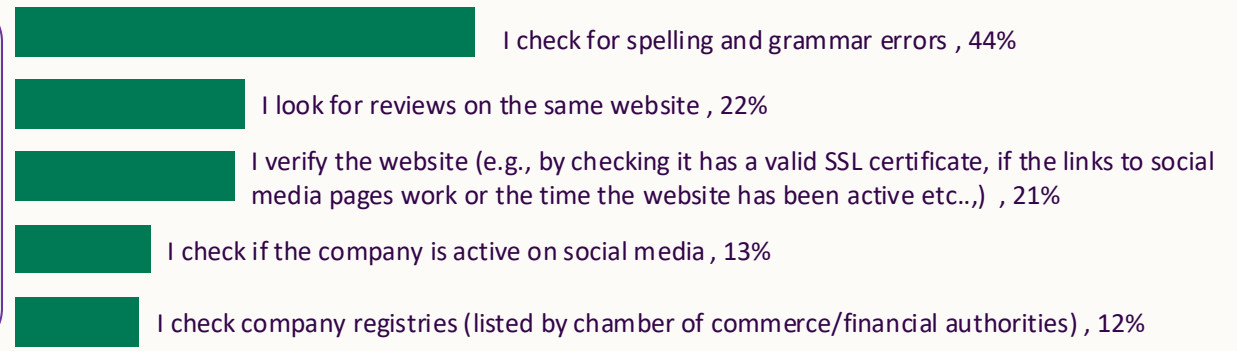 I check for spelling and grammar errors , 44%
I look for reviews on the same website , 22%
I verify the website (e.g., by checking it has a valid SSL certificate, if the links to social
media pages work or the time the website has been active etc..,) , 21%
I check if the company is active on social media , 13%
I check company registries (listed by chamber of commerce/financial authorities) , 12%